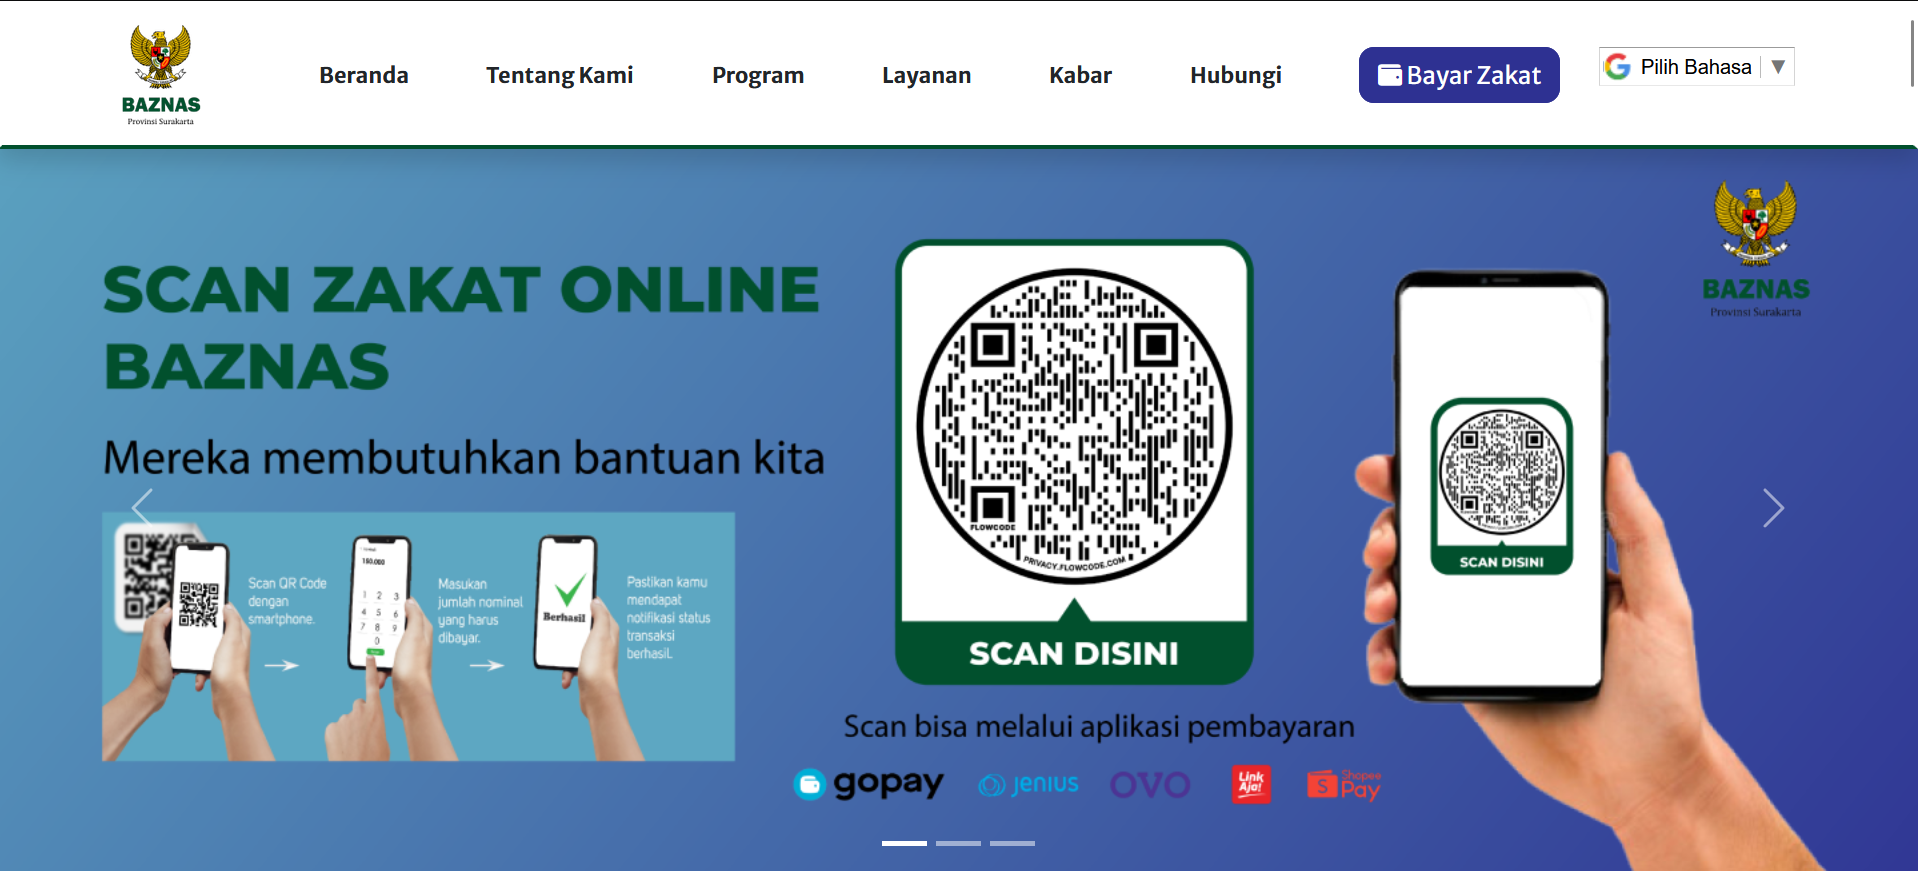 BAZNAS
Provinsi Surakarta
Beranda
Tentang Kami
Program
Layanan
Kabar
Hubungi
Bayar Zakat
Pilih Bahasa ▼
SCAN ZAKAT ONLINE
BAZNAS
Mereka membutuhkan bantuan kita
Scan QR Code
dengan
smartphone.
150.000
1 2 3
4 5 6
7 8 9
0
Masukan
jumlah nominal
yang harus
dibayar.
Berhasil
Pastikan kamu
mendapat
notifikasi status
transaksi
berhasil.
FLOWCODE
PRIVACY.FLOWCODE.COM
SCAN DISINI
Scan bisa melalui aplikasi pembayaran
gopay
jenius
OVO
Link
Aja!
S
Shopee
Pay
BAZNAS
Provinsi Surakarta
SCAN DISINI